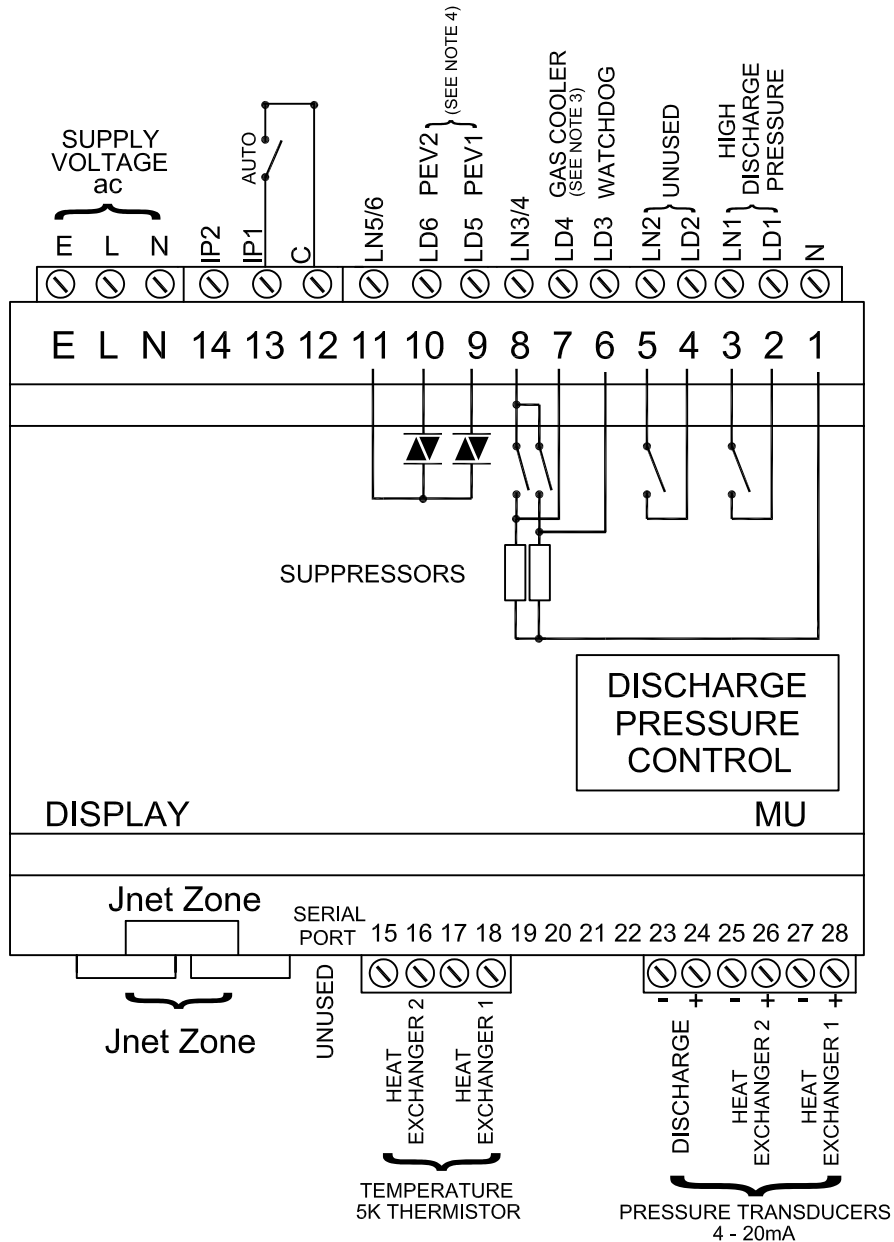 SUPPLY
VOLTAGE
ac
AUTO
(SEE NOTE 4)
PEV2
PEV1
GAS COOLER
(SEE NOTE 3)
WATCHDOG
UNUSED
HIGH
DISCHARGE
PRESSURE
E L N IP2 IP1 C LN5/6 LD6 LD5 LN3/4 LD4 LD3 LN2 LD2 LN1 LD1 N
E L N 14 13 12 11 10 9 8 7 6 5 4 3 2 1
SUPPRESSORS
DISCHARGE
PRESSURE
CONTROL
DISPLAY
MU
Jnet Zone
SERIAL
PORT
15 16 17 18 19 20 21 22 23 24 25 26 27 28
- + - + - +
Jnet Zone
UNUSED
HEAT
EXCHANGER 2
HEAT
EXCHANGER 1
DISCHARGE
HEAT
EXCHANGER 2
HEAT
EXCHANGER 1
TEMPERATURE
5K THERMISTOR
PRESSURE TRANSDUCERS
4 - 20mA